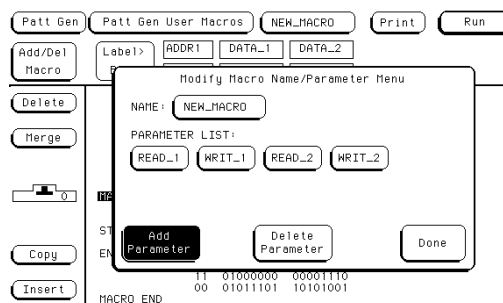 Patt Gen Patt Gen User Macros NEW_MACRO Print Run
Add/Del Macro
Label> ADDR1 DATA_1 DATA_2
Modify Macro Name/Parameter Menu
Delete
NAME: NEW_MACRO
Merge
PARAMETER LIST:
READ_1 WRIT_1 READ_2 WRIT_2
0
Add Parameter
Delete Parameter
Done
Copy
11 01000000 00001110
Insert
00 01011101 10101001
MACRO END